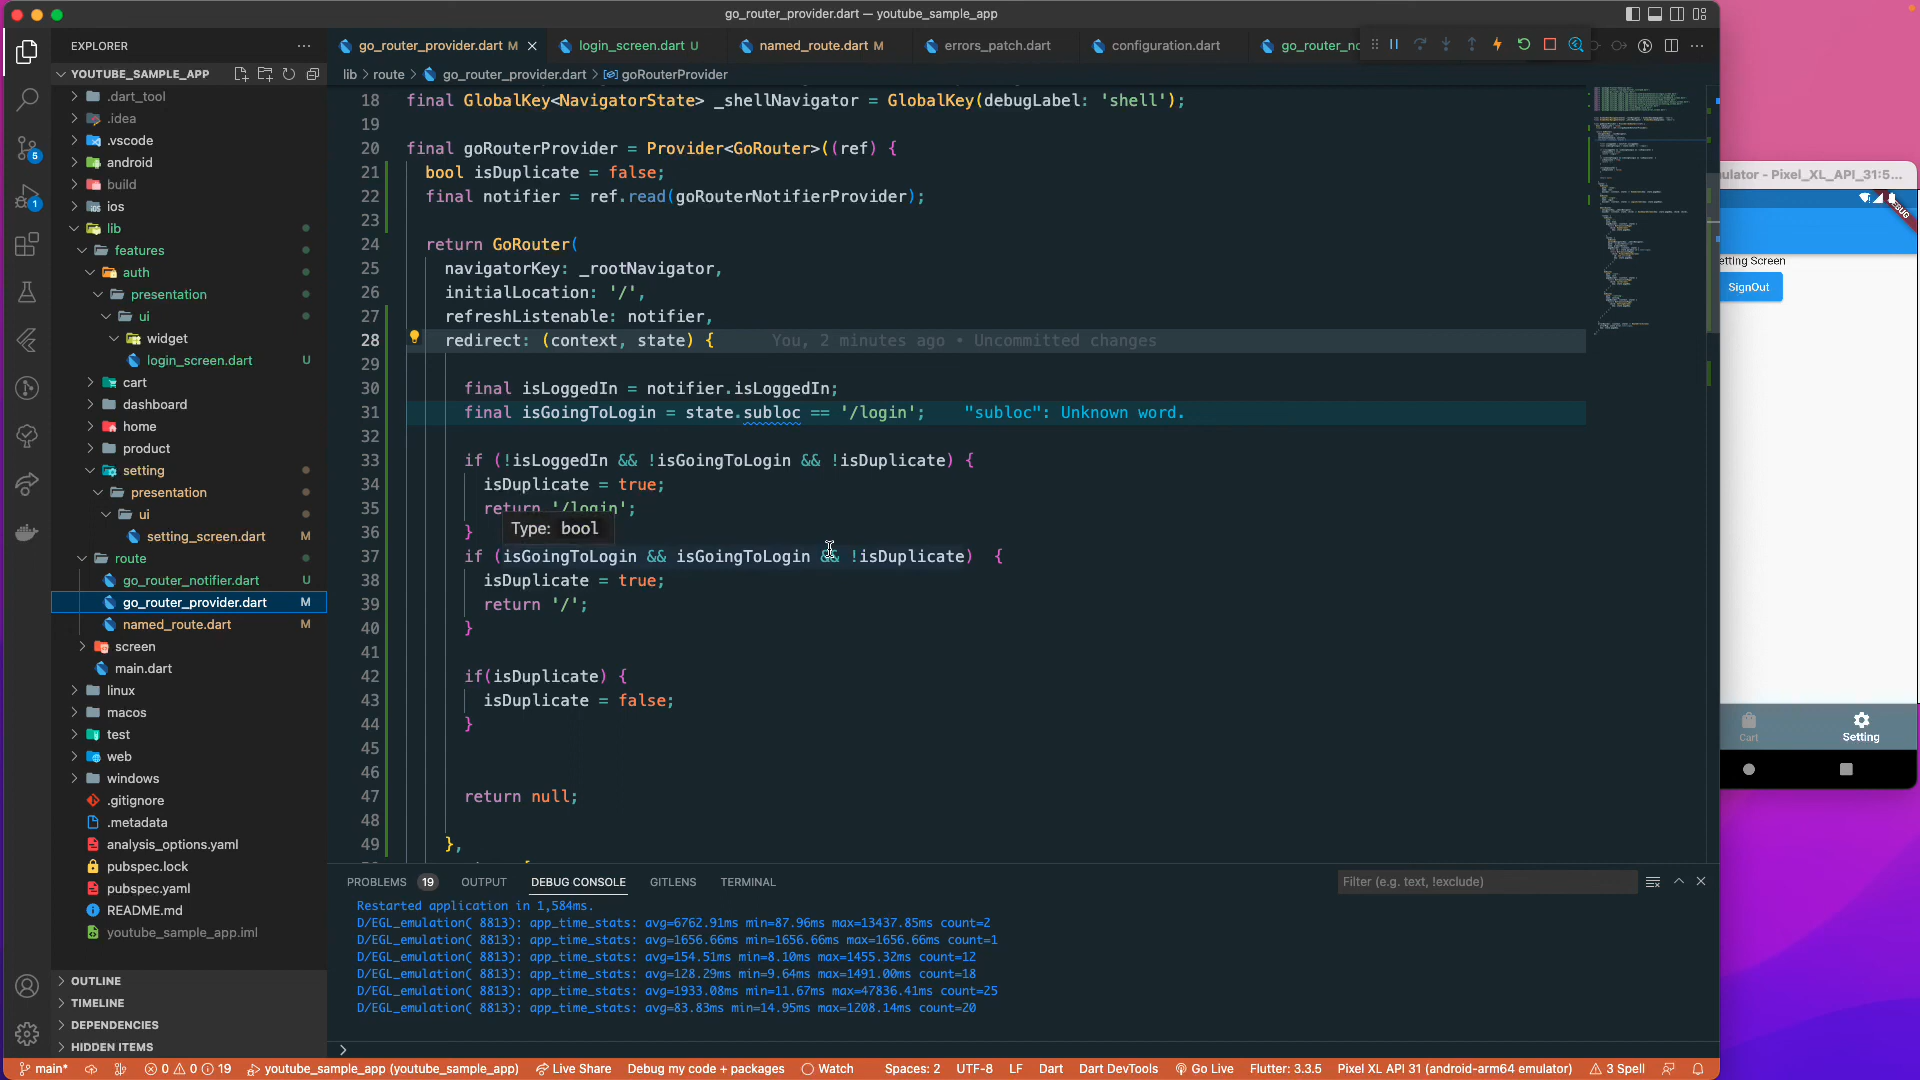 go_router_provider.dart — youtube_sample_app
ulator - Pixel_XL_API_31:5...
EXPLORER
go_router_provider.dart M
login_screen.dart U
named_route.dart M
errors_patch.dart
configuration.dart
go_router_no
YOUTUBE_SAMPLE_APP
lib > route > go_router_provider.dart > goRouterProvider
.dart_tool
.idea
.vscode
android
build
ios
lib
features
auth
presentation
ui
widget
login_screen.dart U
cart
dashboard
home
product
setting
presentation
ui
setting_screen.dart M
route
go_router_notifier.dart U
go_router_provider.dart M
named_route.dart M
screen
main.dart
linux
macos
test
web
windows
.gitignore
.metadata
analysis_options.yaml
pubspec.lock
pubspec.yaml
README.md
youtube_sample_app.iml
OUTLINE
TIMELINE
DEPENDENCIES
HIDDEN ITEMS
5
1
18 final GlobalKey<NavigatorState> _shellNavigator = GlobalKey(debugLabel: 'shell');
19
20 final goRouterProvider = Provider<GoRouter>((ref) {
21 bool isDuplicate = false;
22 final notifier = ref.read(goRouterNotifierProvider);
23
24 return GoRouter(
25 navigatorKey: _rootNavigator,
26 initialLocation: '/',
27 refreshListenable: notifier,
28 redirect: (context, state) { You, 2 minutes ago • Uncommitted changes
29
30 final isLoggedIn = notifier.isLoggedIn;
31 final isGoingToLogin = state.subloc == '/login'; "subloc": Unknown word.
32
33 if (!isLoggedIn && !isGoingToLogin && !isDuplicate) {
34 isDuplicate = true;
35 return '/login';
36 }
Type: bool
37 if (isGoingToLogin && isGoingToLogin && !isDuplicate) {
38 isDuplicate = true;
39 return '/';
40 }
41
42 if(isDuplicate) {
43 isDuplicate = false;
44 }
45
46
47 return null;
48
49 },
DEBUG
etting Screen
SignOut
Cart
Setting
PROBLEMS 19 OUTPUT DEBUG CONSOLE GITLENS TERMINAL
Filter (e.g. text, !exclude)
Restarted application in 1,584ms.
D/EGL_emulation( 8813): app_time_stats: avg=6762.91ms min=87.96ms max=13437.85ms count=2
D/EGL_emulation( 8813): app_time_stats: avg=1656.66ms min=1656.66ms max=1656.66ms count=1
D/EGL_emulation( 8813): app_time_stats: avg=154.51ms min=8.10ms max=1455.32ms count=12
D/EGL_emulation( 8813): app_time_stats: avg=128.29ms min=9.64ms max=1491.00ms count=18
D/EGL_emulation( 8813): app_time_stats: avg=1933.08ms min=11.67ms max=47836.41ms count=25
D/EGL_emulation( 8813): app_time_stats: avg=83.83ms min=14.95ms max=1208.14ms count=20
main* 0 0 19 youtube_sample_app (youtube_sample_app) Live Share Debug my code + packages Watch Spaces: 2 UTF-8 LF Dart Dart DevTools Go Live Flutter: 3.3.5 Pixel XL API 31 (android-arm64 emulator) 3 Spell